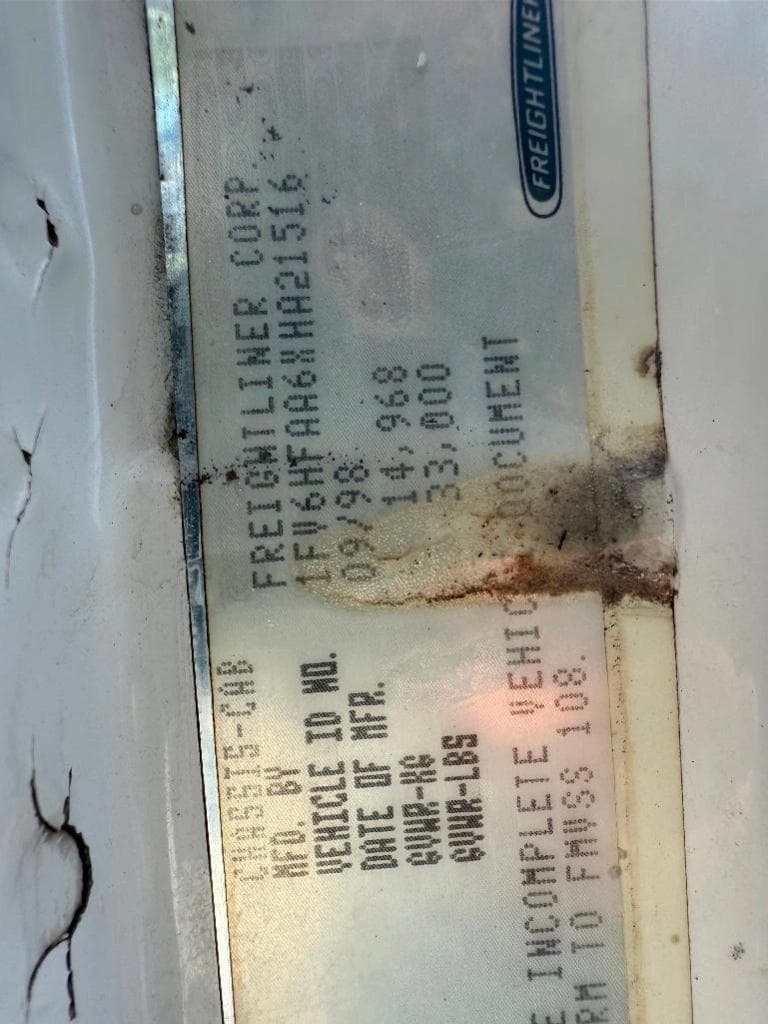 CHASSIS-CAB
MFD. BY FREIGHTLINER CORP.
VEHICLE ID NO. 1FV6HFAA6XHA21516
DATE OF MFR. 09/98
GVWR-KG 14,968
GVWR-LBS 33,000
INCOMPLETE DOCUMENT
TO FMVSS 108.
FREIGHTLINER